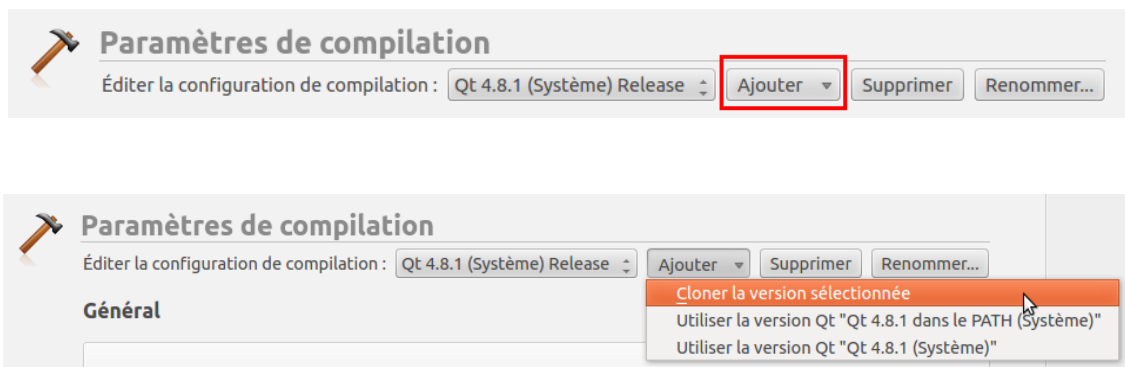 Paramètres de compilation
Éditer la configuration de compilation : Qt 4.8.1 (Système) Release Ajouter Supprimer Renommer...
Paramètres de compilation
Éditer la configuration de compilation : Qt 4.8.1 (Système) Release Ajouter Supprimer Renommer...
Cloner la version sélectionnée
Général
Utiliser la version Qt "Qt 4.8.1 dans le PATH (Système)"
Utiliser la version Qt "Qt 4.8.1 (Système)"